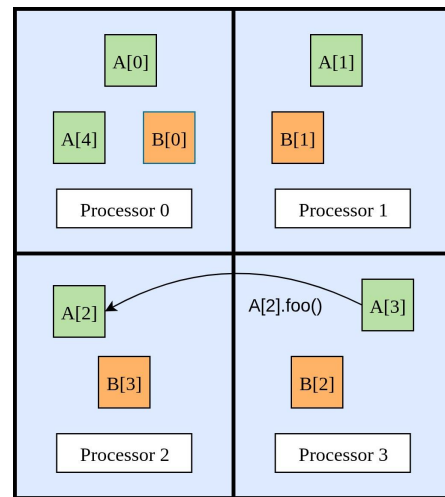 A[0]
A[4]
B[0]
Processor 0
A[1]
B[1]
Processor 1
A[2]
B[3]
Processor 2
A[2].foo()
A[3]
B[2]
Processor 3